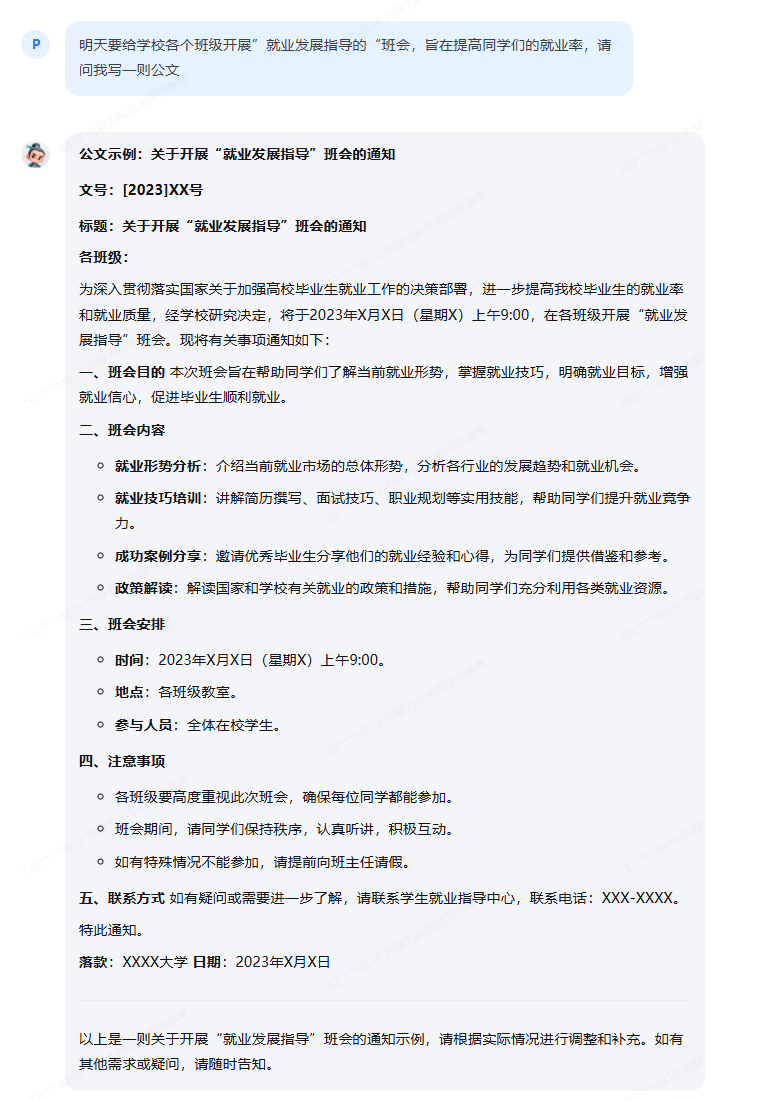 P
明天要给学校各个班级开展”就业发展指导的“班会，旨在提高同学们的就业率，请
问我写一则公文
公文示例：关于开展“就业发展指导”班会的通知
文号：[2023]XX号
标题：关于开展“就业发展指导”班会的通知
各班级：
为深入贯彻落实国家关于加强高校毕业生就业工作的决策部署，进一步提高我校毕业生的就业率
和就业质量，经学校研究决定，将于2023年X月X日（星期X）上午9:00，在各班级开展“就业发
展指导”班会。现将有关事项通知如下：
一、班会目的 本次班会旨在帮助同学们了解当前就业形势，掌握就业技巧，明确就业目标，增强
就业信心，促进毕业生顺利就业。
二、班会内容
就业形势分析：介绍当前就业市场的总体形势，分析各行业的发展趋势和就业机会。
就业技巧培训：讲解简历撰写、面试技巧、职业规划等实用技能，帮助同学们提升就业竞争
力。
成功案例分享：邀请优秀毕业生分享他们的就业经验和心得，为同学们提供借鉴和参考。
政策解读：解读国家和学校有关就业的政策和措施，帮助同学们充分利用各类就业资源。
三、班会安排
时间：2023年X月X日（星期X）上午9:00。
地点：各班级教室。
参与人员：全体在校学生。
四、注意事项
各班级要高度重视此次班会，确保每位同学都能参加。
班会期间，请同学们保持秩序，认真听讲，积极互动。
如有特殊情况不能参加，请提前向班主任请假。
五、联系方式 如有疑问或需要进一步了解，请联系学生就业指导中心，联系电话：XXX-XXXX。
特此通知。
落款：XXXX大学 日期：2023年X月X日
以上是一则关于开展“就业发展指导”班会的通知示例，请根据实际情况进行调整和补充。如有
其他需求或疑问，请随时告知。